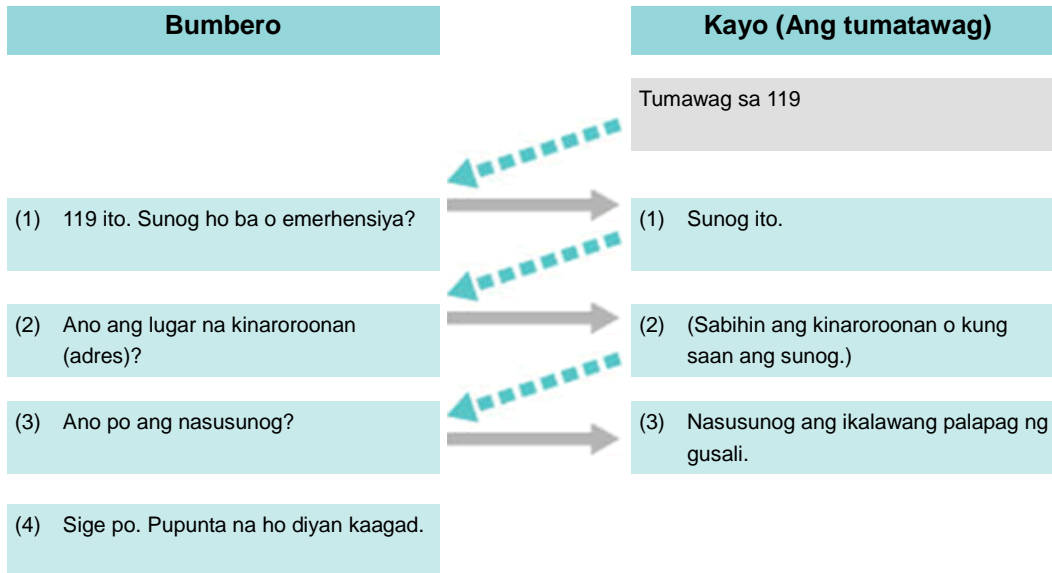 Bumbero
Kayo (Ang tumatawag)
Tumawag sa 119
(1) 119 ito. Sunog ho ba o emerhensiya?
(1) Sunog ito.
(2) Ano ang lugar na kinaroroonan
(adres)?
(2) (Sabihin ang kinaroroonan o kung
saan ang sunog.)
(3) Ano po ang nasusunog?
(3) Nasusunog ang ikalawang palapag ng
gusali.
(4) Sige po. Pupunta na ho diyan kaagad.